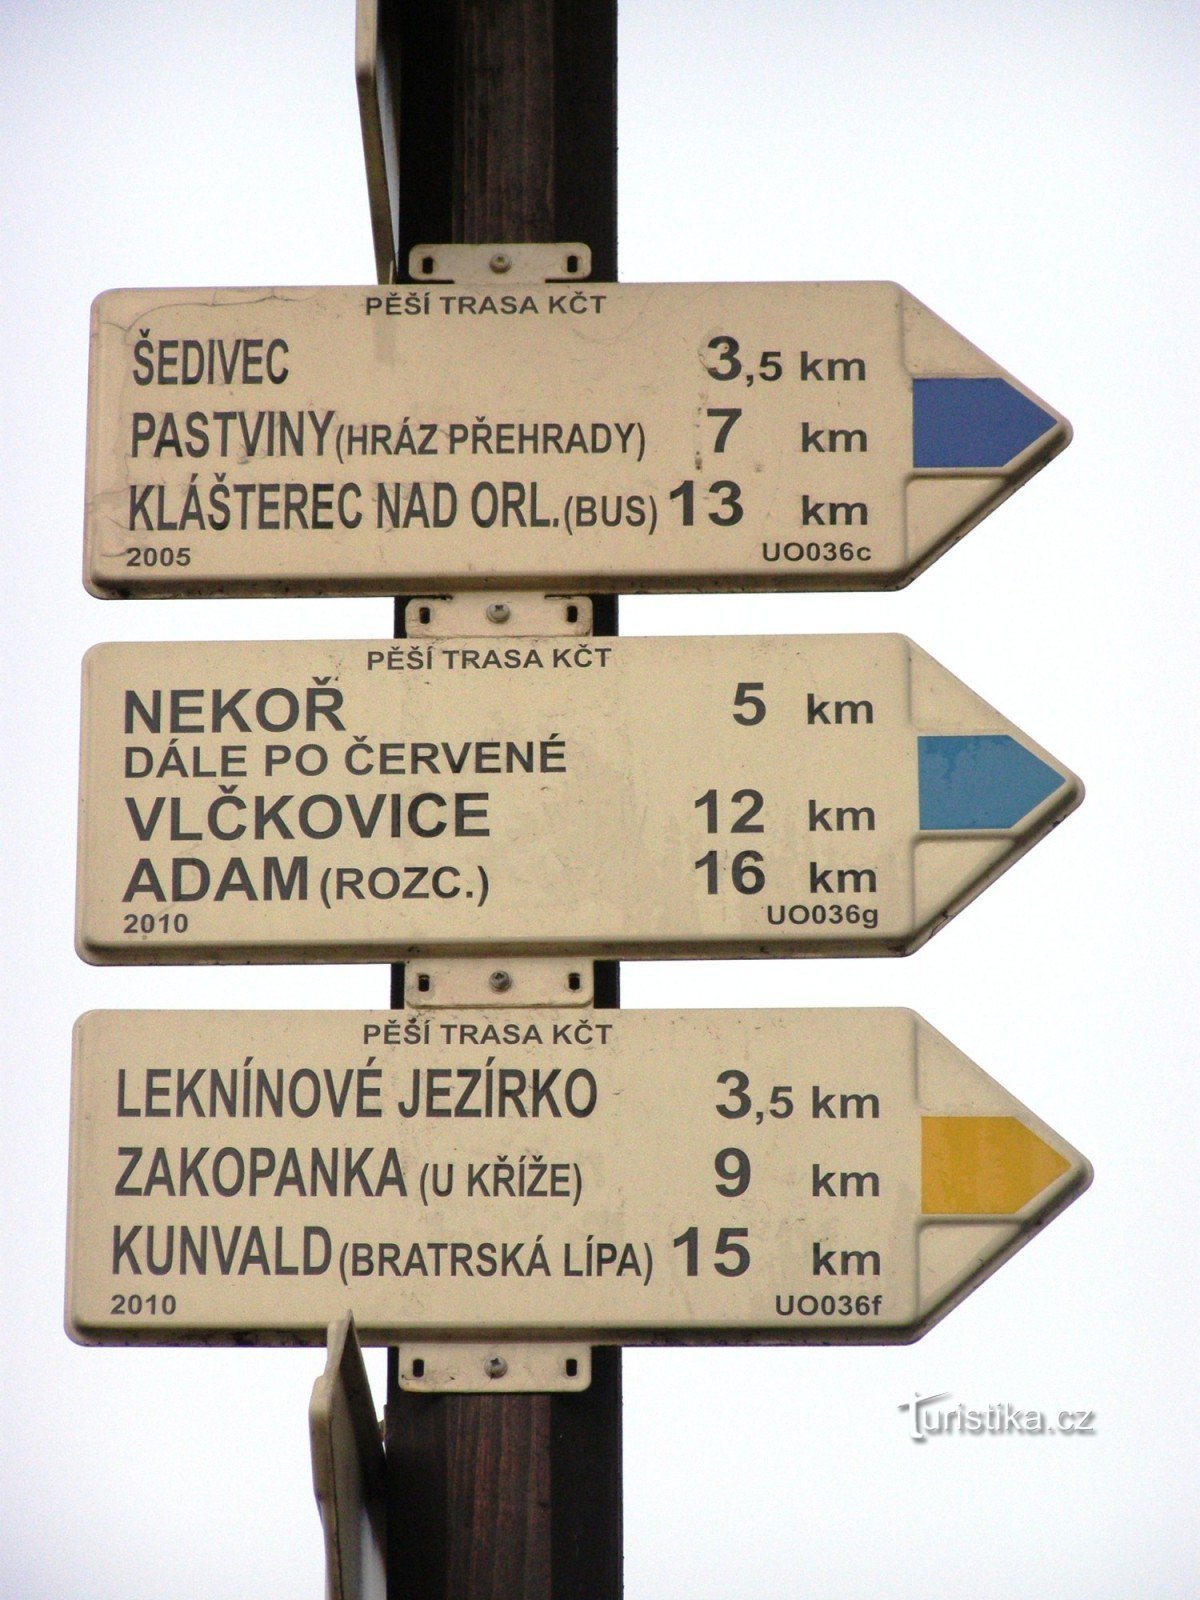 PĚŠÍ TRASA KČT
ŠEDIVEC 3,5 km
PASTVINY (HRÁZ PŘEHRADY) 7 km
KLÁŠTEREC NAD ORL. (BUS) 13 km
2005 UO036c
PĚŠÍ TRASA KČT
NEKOŘ 5 km
DÁLE PO ČERVENÉ
VLČKOVICE 12 km
ADAM (ROZC.) 16 km
2010 UO036g
PĚŠÍ TRASA KČT
LEKNÍNOVÉ JEZÍRKO 3,5 km
ZAKOPANKA (U KŘÍŽE) 9 km
KUNVALD (BRATRSKÁ LÍPA) 15 km
2010 UO036f
Turistika.cz